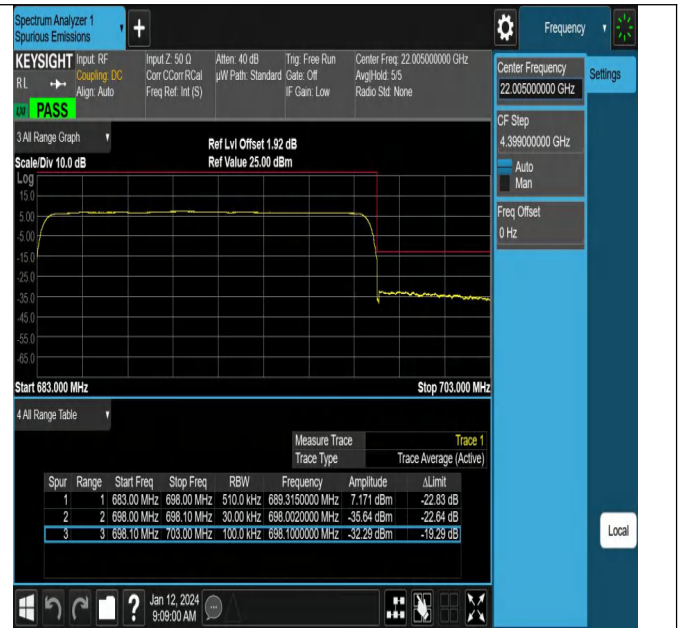 Spectrum Analyzer 1
Spurious Emissions
+
Frequency
KEYSIGHT Input: RF Input Z: 50 Ω Atten: 40 dB Trig: Free Run Center Freq: 22.005000000 GHz
RL Coupling: DC Corr CCorr RCal µW Path: Standard Gate: Off Avg|Hold: 5/5
Align: Auto Freq Ref: Int (S) IF Gain: Low Radio Std: None
LXI PASS
Center Frequency
22.005000000 GHz
Settings
CF Step
4.399000000 GHz
Auto
Man
Freq Offset
0 Hz
3 All Range Graph
Ref Lvl Offset 1.92 dB
Scale/Div 10.0 dB Ref Value 25.00 dBm
Log
15.0
5.00
-5.00
-15.0
-25.0
-35.0
-45.0
-55.0
-65.0
Start 683.000 MHz Stop 703.000 MHz
4 All Range Table
Measure Trace Trace 1
Trace Type Trace Average (Active)
Spur Range Start Freq Stop Freq RBW Frequency Amplitude ΔLimit
1 1 683.00 MHz 698.00 MHz 510.0 kHz 689.3150000 MHz 7.171 dBm -22.83 dB
2 2 698.00 MHz 698.10 MHz 30.00 kHz 698.0020000 MHz -35.64 dBm -22.64 dB
3 3 698.10 MHz 703.00 MHz 100.0 kHz 698.1000000 MHz -32.29 dBm -19.29 dB
Local
? Jan 12, 2024
9:09:00 AM